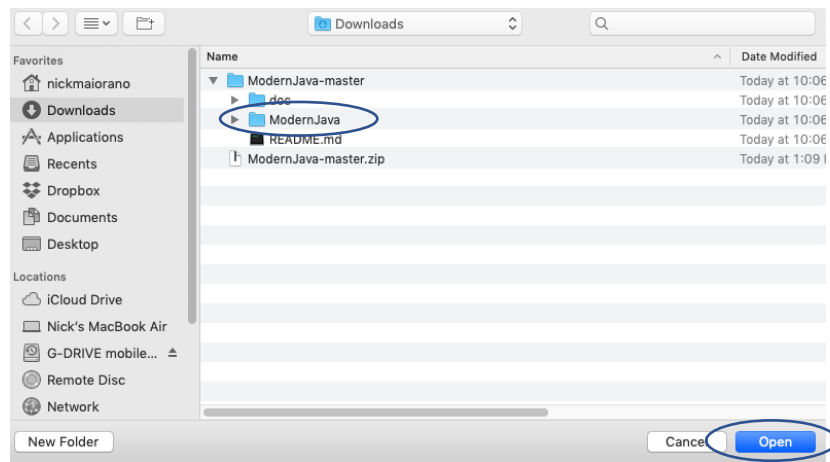 Downloads
Favorites
nickmaiorano
Downloads
Applications
Recents
Dropbox
Documents
Desktop
Locations
iCloud Drive
Nick's MacBook Air
G-DRIVE mobile...
Remote Disc
Network
Name
Date Modified
ModernJava-master
Today at 10:06
doc
Today at 10:06
ModernJava
Today at 10:06
README.md
Today at 10:06
ModernJava-master.zip
Today at 1:09
New Folder
Cance
Open